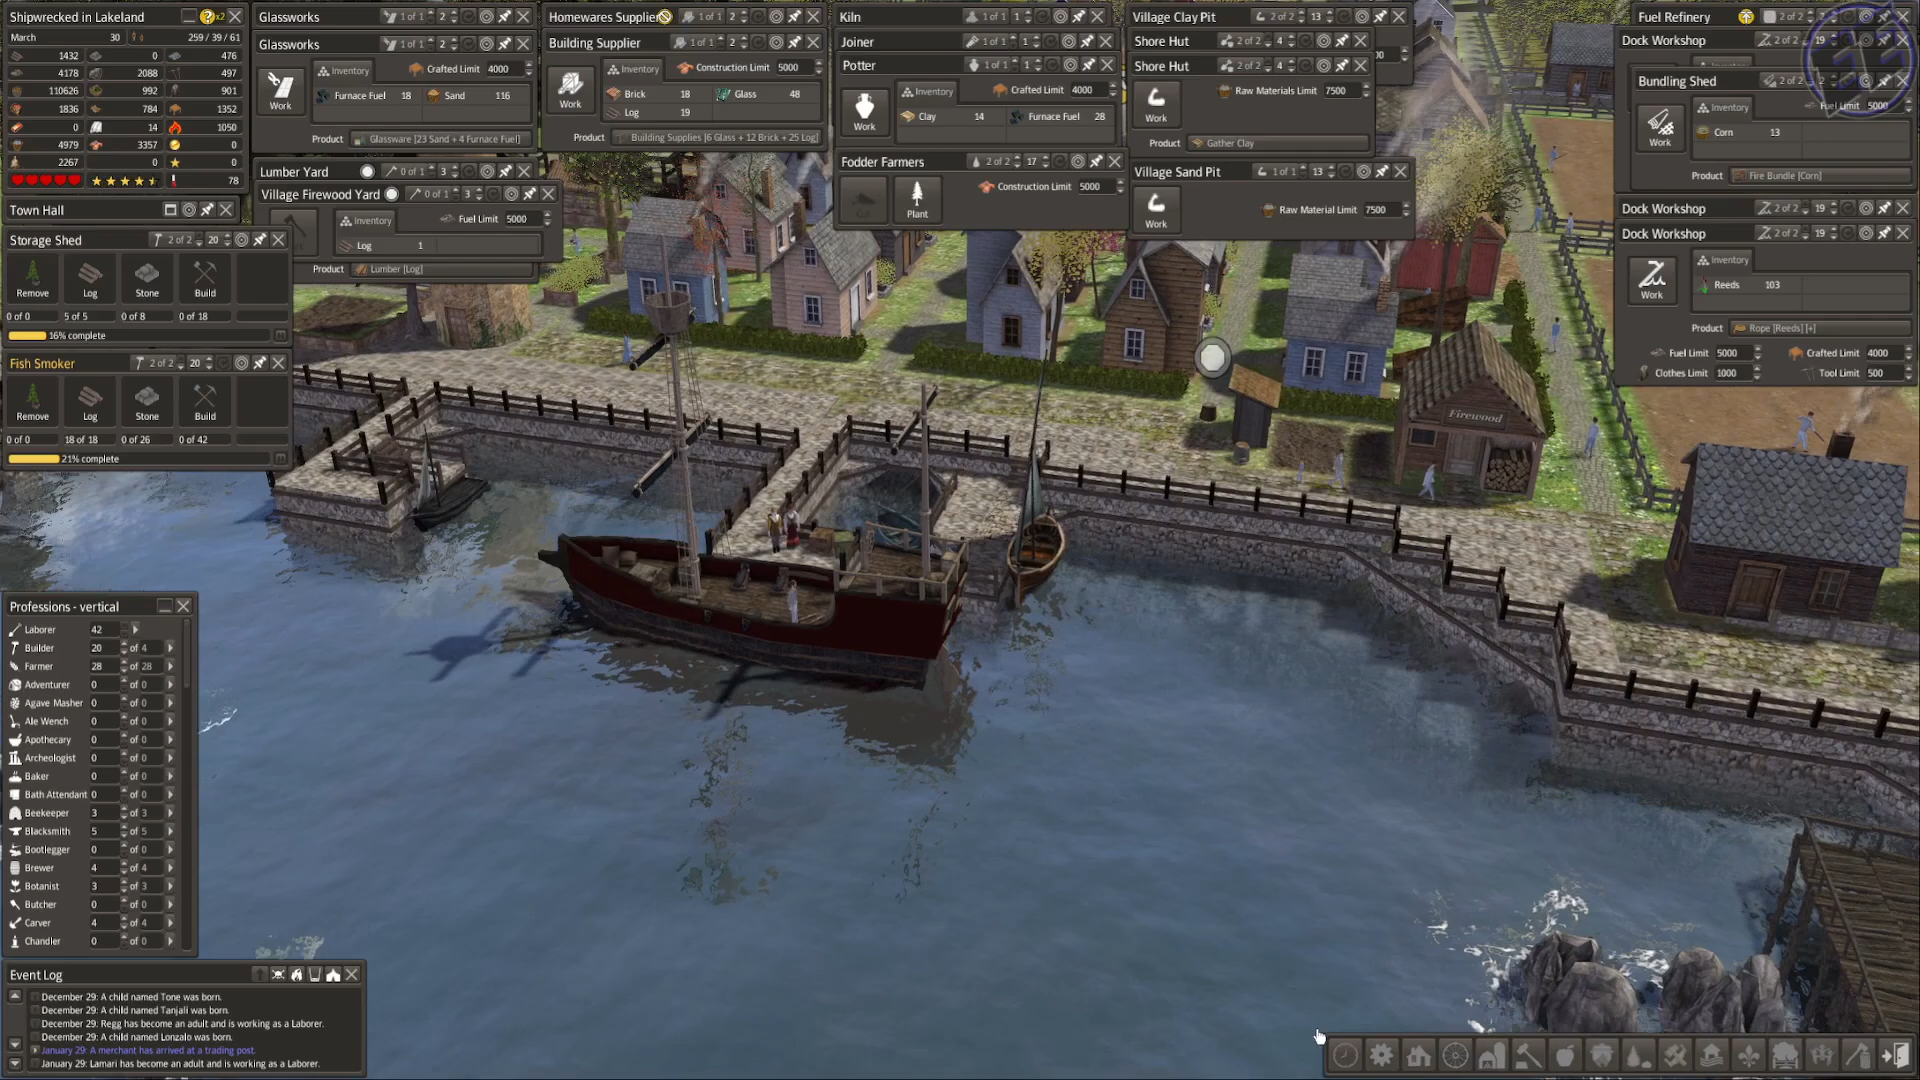 Shipwrecked in Lakeland x2
March 30 259 / 39 / 61
1432 0 476
4178 2088 497
110626 992 901
1836 784 1352
0 14 1050
4979 3357 0
2267 0 0
78
Town Hall
Storage Shed 2 of 2 20
Remove Log Stone Build
0 of 0 5 of 5 0 of 8 0 of 18
16% complete
Fish Smoker 2 of 2 20
Remove Log Stone Build
0 of 0 18 of 18 0 of 26 0 of 42
21% complete
Glassworks 1 of 1 2
Glassworks 1 of 1 2
Inventory Crafted Limit 4000
Work Furnace Fuel 18 Sand 116
Product Glassware [23 Sand + 4 Furnace Fuel]
Lumber Yard 0 of 1 3
Village Firewood Yard 0 of 1 3
Inventory Fuel Limit 5000
Log 1
Product Lumber [Log]
Homewares Supplier 1 of 1 2
Building Supplier 1 of 1 2
Inventory Construction Limit 5000
Work Brick 18 Glass 48
Log 19
Product Building Supplies [6 Glass + 12 Brick + 25 Log]
Kiln 1 of 1 1
Joiner 1 of 1 1
Potter 1 of 1 1
Inventory Crafted Limit 4000
Work Clay 14 Furnace Fuel 28
Fodder Farmers 2 of 2 17
Cut Plant Construction Limit 5000
Village Clay Pit 2 of 2 13
Shore Hut 2 of 2 4
Shore Hut 2 of 2 4
Work Raw Materials Limit 7500
Product Gather Clay
Village Sand Pit 1 of 1 13
Work Raw Material Limit 7500
Fuel Refinery 2 of 2
Dock Workshop 2 of 2 19
Bundling Shed 2 of 2
Inventory Fuel Limit 5000
Work Corn 13
Product Fire Bundle [Corn]
Dock Workshop 2 of 2 19
Dock Workshop 2 of 2 19
Inventory
Work Reeds 103
Product Rope [Reeds] [+]
Fuel Limit 5000 Crafted Limit 4000
Clothes Limit 1000 Tool Limit 500
Firewood
Professions - vertical
Laborer 42
Builder 20 of 4
Farmer 28 of 28
Adventurer 0 of 0
Agave Masher 0 of 0
Ale Wench 0 of 0
Apothecary 0 of 0
Archeologist 0 of 0
Baker 0 of 0
Bath Attendant 0 of 0
Beekeeper 3 of 3
Blacksmith 5 of 5
Bootlegger 0 of 0
Brewer 4 of 4
Botanist 3 of 3
Butcher 0 of 0
Carver 4 of 4
Chandler 0 of 0
Event Log
December 29: A child named Tone was born.
December 29: A child named Tanjali was born.
December 29: Regg has become an adult and is working as a Laborer.
December 29: A child named Lonzalo was born.
January 29: A merchant has arrived at a trading post.
January 29: Lamari has become an adult and is working as a Laborer.